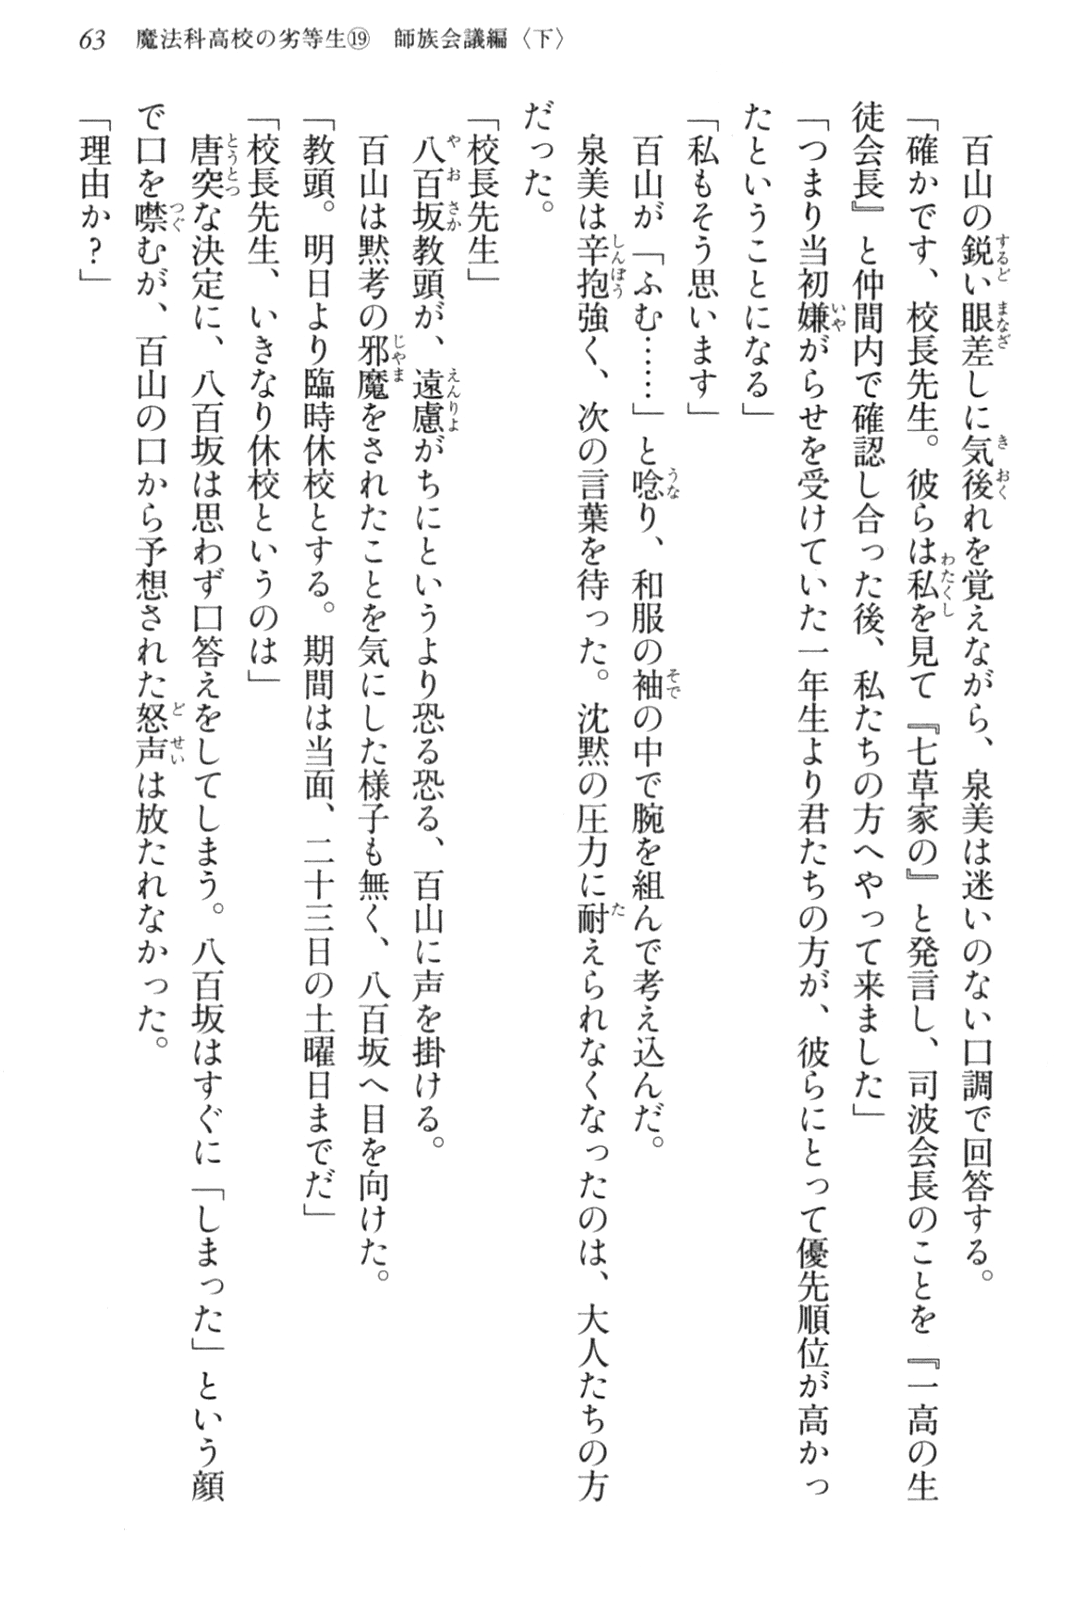 63　魔法科高校の劣等生⑲　師族会議編〈下〉
　百山の鋭い眼差しに気後れを覚えながら、泉美は迷いのない口調で回答する。
「確かです、校長先生。彼らは私を見て『七草家の』と発言し、司波会長のことを『一高の生
徒会長』と仲間内で確認し合った後、私たちの方へやって来ました」
「つまり当初嫌がらせを受けていた一年生より君たちの方が、彼らにとって優先順位が高かっ
たということになる」
「私もそう思います」
　百山が「ふむ……」と唸り、和服の袖の中で腕を組んで考え込んだ。
　泉美は辛抱強く、次の言葉を待った。沈黙の圧力に耐えられなくなったのは、大人たちの方
だった。
「校長先生」
　八百坂教頭が、遠慮がちにというより恐る恐る、百山に声を掛ける。
　百山は黙考の邪魔をされたことを気にした様子も無く、八百坂へ目を向けた。
「教頭。明日より臨時休校とする。期間は当面、二十三日の土曜日までだ」
「校長先生、いきなり休校というのは」
　唐突な決定に、八百坂は思わず口答えをしてしまう。八百坂はすぐに「しまった」という顔
で口を噤むが、百山の口から予想された怒声は放たれなかった。
「理由か？」